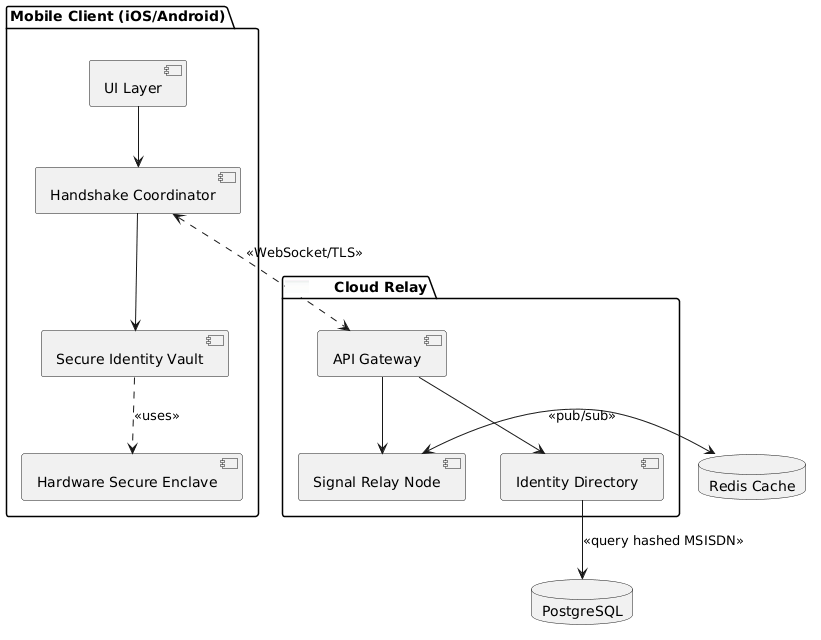 Mobile Client (iOS/Android)
UI Layer
Handshake Coordinator
«WebSocket/TLS»
Cloud Relay
Secure Identity Vault
API Gateway
«uses»
«pub/sub»
Hardware Secure Enclave
Signal Relay Node
Identity Directory
Redis Cache
«query hashed MSISDN»
PostgreSQL